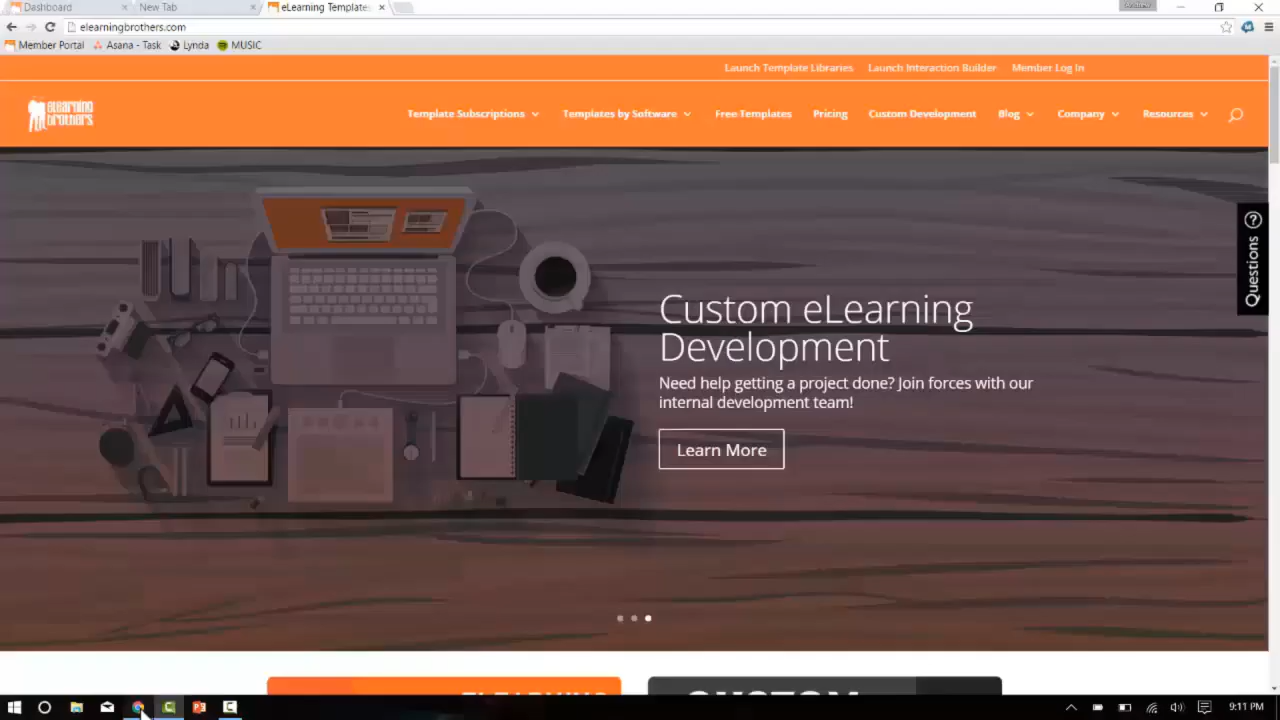 Dashboard
New Tab
eLearning Template
elearningbrothers.com
Member Portal
Asana - Task
Lynda
MUSIC
Launch Template Libraries
Launch Interaction Builder
Member Log In
eLearning
brothers
Template Subscriptions
Templates by Software
Free Templates
Pricing
Custom Development
Blog
Company
Resources
Questions ?
Custom eLearning
Development
Need help getting a project done? Join forces with our
internal development team!
Learn More
9:11 PM